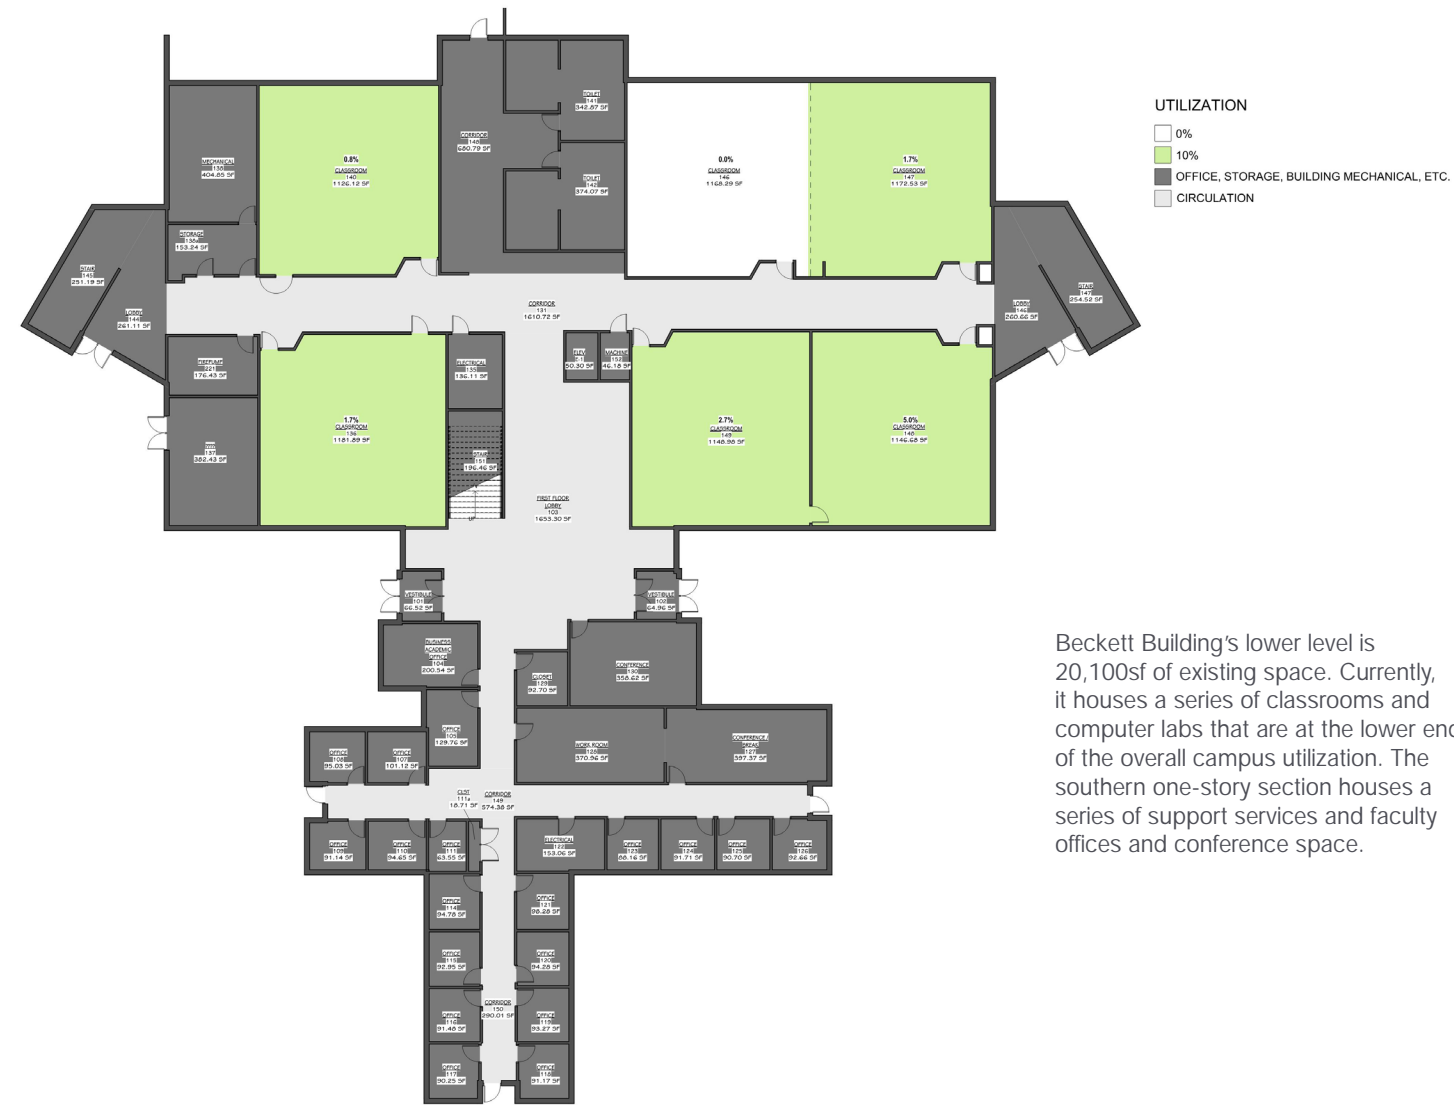 UTILIZATION
0%
10%
OFFICE, STORAGE, BUILDING MECHANICAL, ETC.
CIRCULATION
TOILET
141
342.87 SF
CORRIDOR
148
680.79 SF
MECHANICAL
138
404.85 SF
0.8%
CLASSROOM
140
1126.12 SF
0.0%
CLASSROOM
146
1168.29 SF
1.7%
CLASSROOM
147
1172.53 SF
TOILET
142
374.07 SF
STORAGE
138a
153.24 SF
STAIR
145
251.19 SF
LOBBY
144
261.11 SF
CORRIDOR
131
1610.72 SF
LOBBY
146
260.66 SF
STAIR
147
254.52 SF
FIREPUMP
221
176.43 SF
ELECTRICAL
135
136.11 SF
ELEV
50.30 SF
MACHINE
152
46.18 SF
1.7%
CLASSROOM
136
1181.89 SF
2.7%
CLASSROOM
149
1148.98 SF
5.0%
CLASSROOM
148
1146.68 SF
137
382.43 SF
STAIR
151
196.46 SF
UP
FIRST FLOOR
LOBBY
103
1653.30 SF
VESTIBULE
101
66.52 SF
VESTIBULE
102
64.96 SF
BUSINESS
ACADEMIC
OFFICE
104
200.54 SF
CLOSET
129
92.70 SF
CONFERENCE
130
358.62 SF
OFFICE
105
129.76 SF
OFFICE
108
95.03 SF
OFFICE
107
101.12 SF
WORK ROOM
128
370.96 SF
CONFERENCE /
BREAK
127
397.37 SF
CLST
111a
18.71 SF
CORRIDOR
149
574.38 SF
OFFICE
109
91.14 SF
OFFICE
110
94.65 SF
OFFICE
111
63.55 SF
ELECTRICAL
122
153.06 SF
OFFICE
123
88.16 SF
OFFICE
124
91.71 SF
OFFICE
125
90.70 SF
OFFICE
126
92.66 SF
OFFICE
114
94.78 SF
OFFICE
121
98.28 SF
OFFICE
115
92.95 SF
OFFICE
120
94.28 SF
OFFICE
116
91.48 SF
CORRIDOR
150
290.01 SF
OFFICE
119
93.27 SF
OFFICE
117
90.25 SF
OFFICE
118
91.17 SF
Beckett Building's lower level is
20,100sf of existing space. Currently,
it houses a series of classrooms and
computer labs that are at the lower end
of the overall campus utilization. The
southern one-story section houses a
series of support services and faculty
offices and conference space.